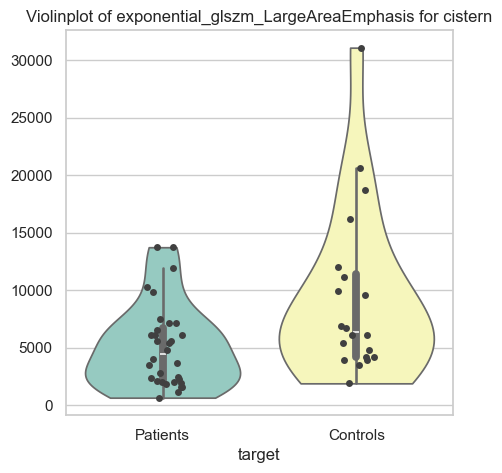 Violinplot of exponential_glszm_LargeAreaEmphasis for cistern
30000
25000
20000
15000
10000
5000
0
Patients
Controls
target